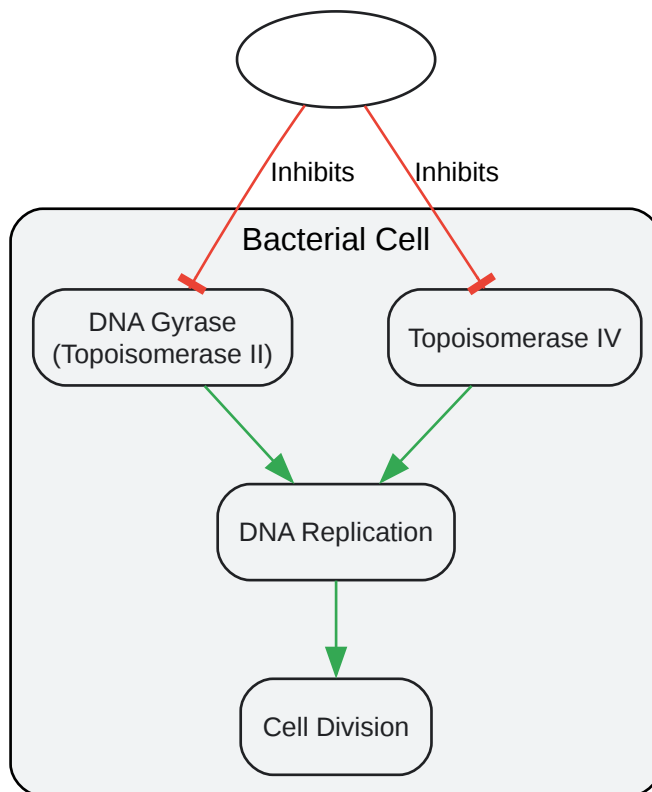 Inhibits
Inhibits
Bacterial Cell
DNA Gyrase
(Topoisomerase II)
Topoisomerase IV
DNA Replication
Cell Division